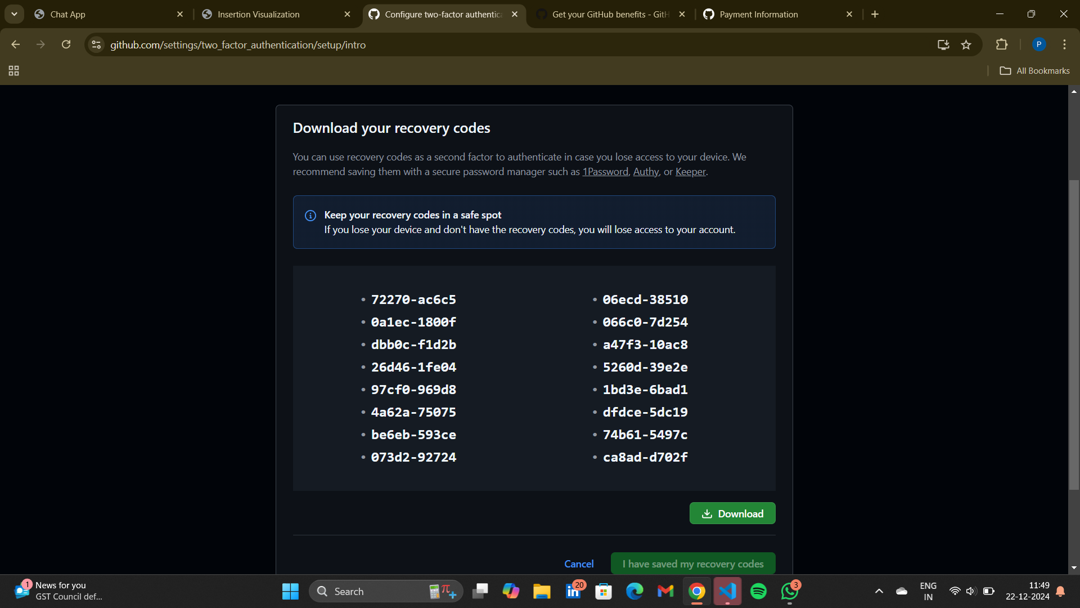 Chat App
Insertion Visualization
Configure two-factor authentic
Get your GitHub benefits - GitH
Payment Information
github.com/settings/two_factor_authentication/setup/intro
P
All Bookmarks
Download your recovery codes
You can use recovery codes as a second factor to authenticate in case you lose access to your device. We
recommend saving them with a secure password manager such as 1Password, Authy, or Keeper.
Keep your recovery codes in a safe spot
If you lose your device and don't have the recovery codes, you will lose access to your account.
72270-ac6c5
0a1ec-1800f
dbb0c-f1d2b
26d46-1fe04
97cf0-969d8
4a62a-75075
be6eb-593ce
073d2-92724
06ecd-38510
066c0-7d254
a47f3-10ac8
5260d-39e2e
1bd3e-6bad1
dfdce-5dc19
74b61-5497c
ca8ad-d702f
Download
Cancel
I have saved my recovery codes
1
News for you
GST Council def...
Search
20
3
ENG
IN
11:49
22-12-2024